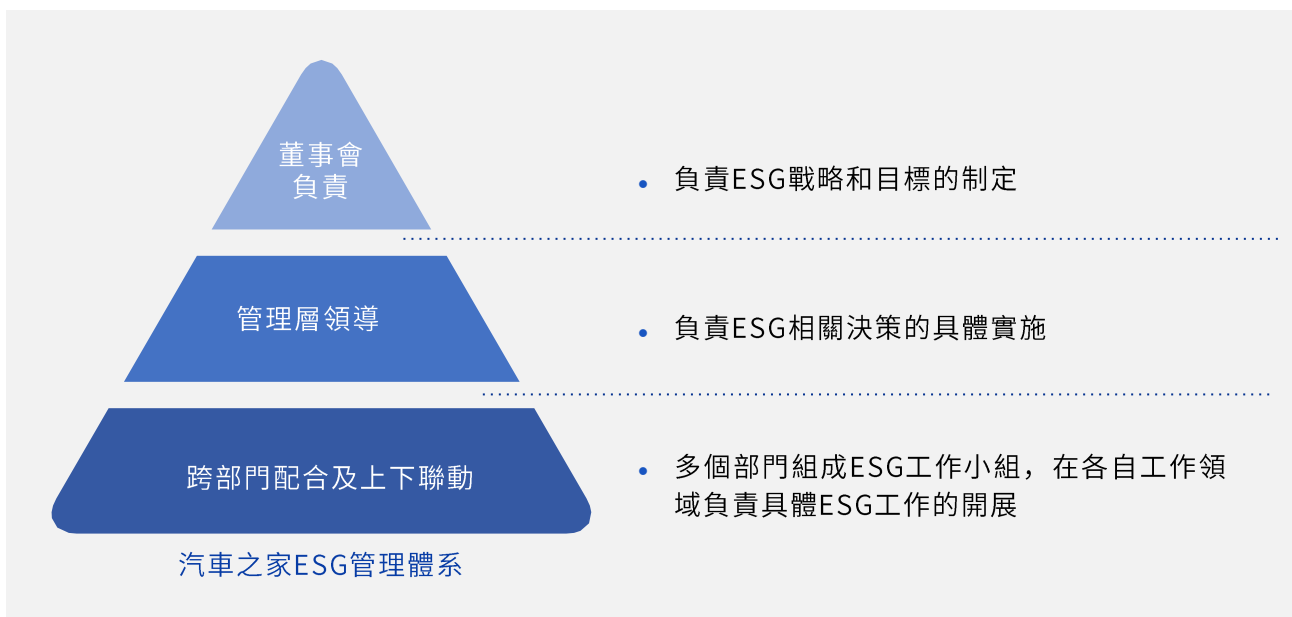 董事會
負責
負責ESG戰略和目標的制定
管理層領導
負責ESG相關決策的具體實施
跨部門配合及上下聯動
多個部門組成ESG工作小組，在各自工作領
域負責具體ESG工作的開展
汽車之家ESG管理體系